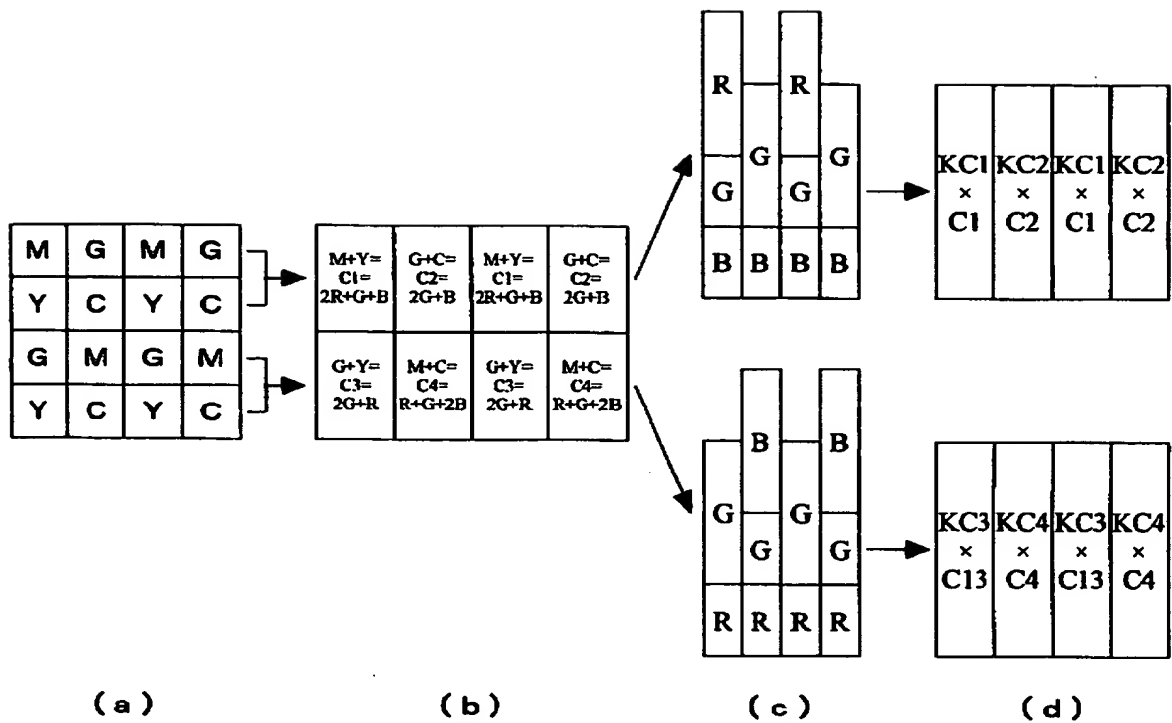 M G M G
Y C Y C
G M G M
Y C Y C
(a)
M+Y= G+C= M+Y= G+C=
C1= C2= C1= C2=
2R+G+B 2G+B 2R+G+B 2G+B
G+Y= M+C= G+Y= M+C=
C3= C4= C3= C4=
2G+R R+G+2B 2G+R R+G+2B
(b)
R R
G G
G G
B B B B
B B
G G
G G
R R R R
(c)
KC1 KC2 KC1 KC2
× × × ×
C1 C2 C1 C2
KC3 KC4 KC3 KC4
× × × ×
C13 C4 C13 C4
(d)